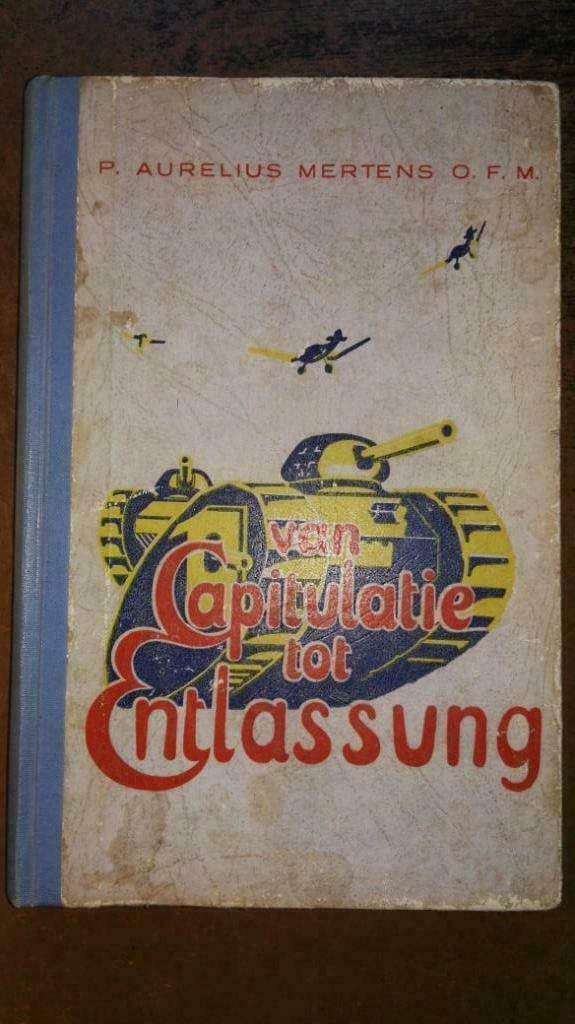 P. AURELIUS MERTENS O. F. M.
van
Capitulatie
tot
Entlassung